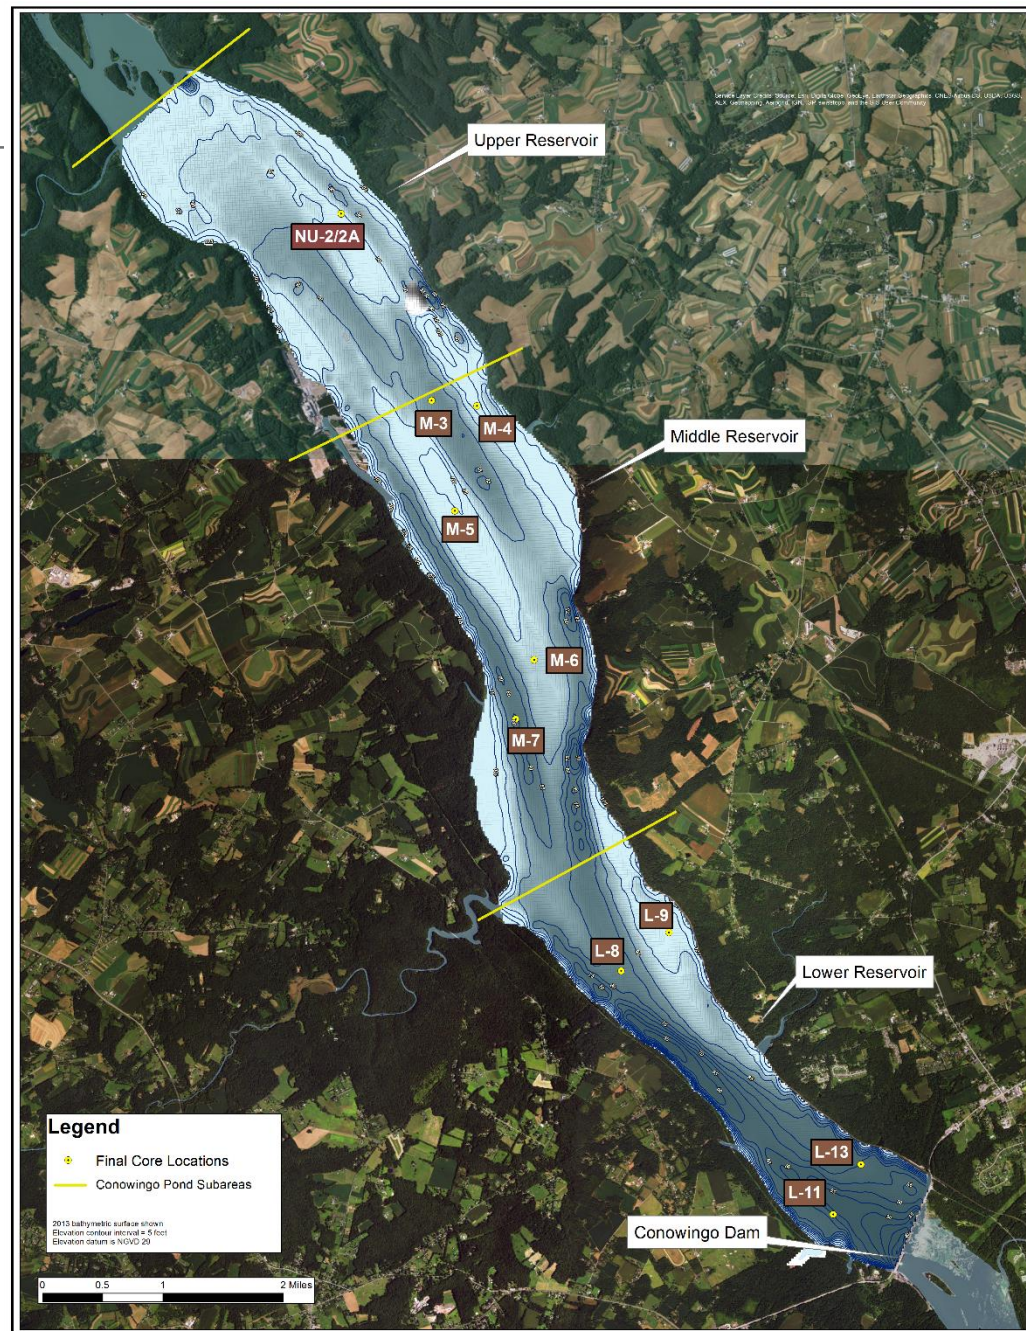 Upper Reservoir
NU-2/2A
M-3
M-4
Middle Reservoir
M-5
M-6
M-7
L-9
L-8
Lower Reservoir
L-13
L-11
Conowingo Dam
Legend
Final Core Locations
Conowingo Pond Subareas
2013 bathymetric surface shown
Elevation contour interval = 5 feet
Elevation datum is NGVD 29
0 0.5 1 2 Miles